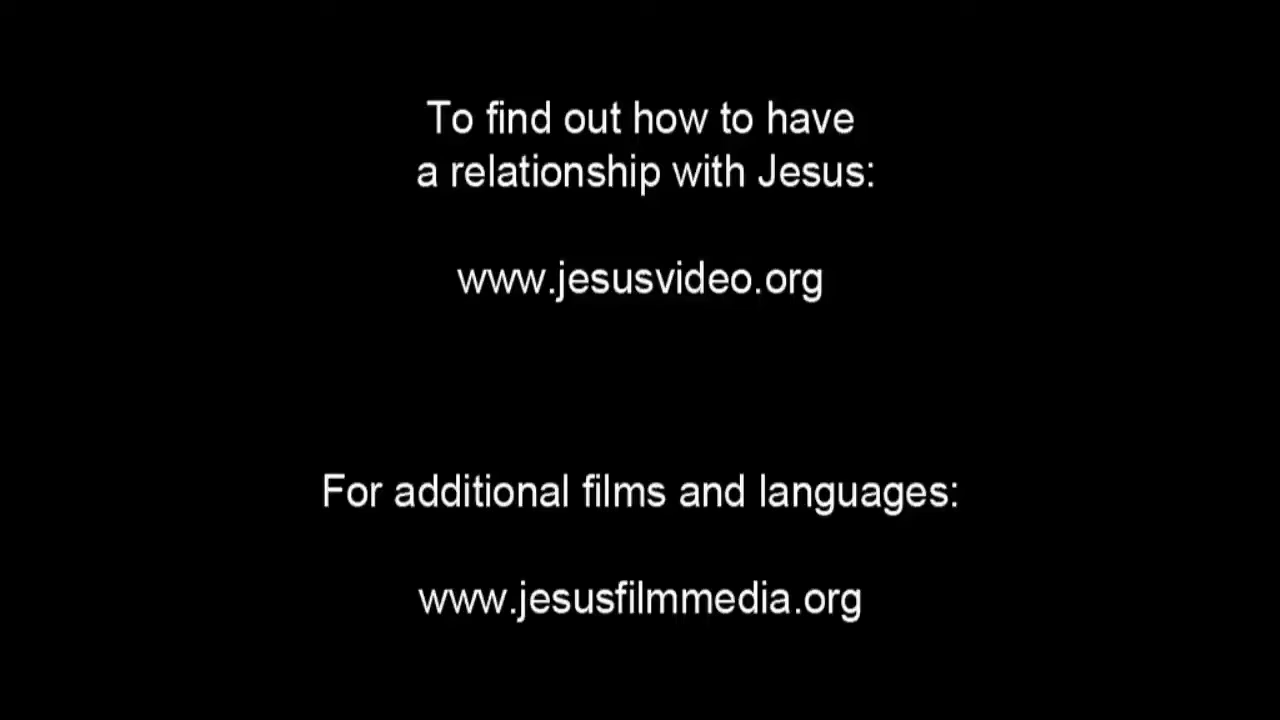 To find out how to have
a relationship with Jesus:
www.jesusvideo.org
For additional films and languages:
www.jesusfilmmedia.org